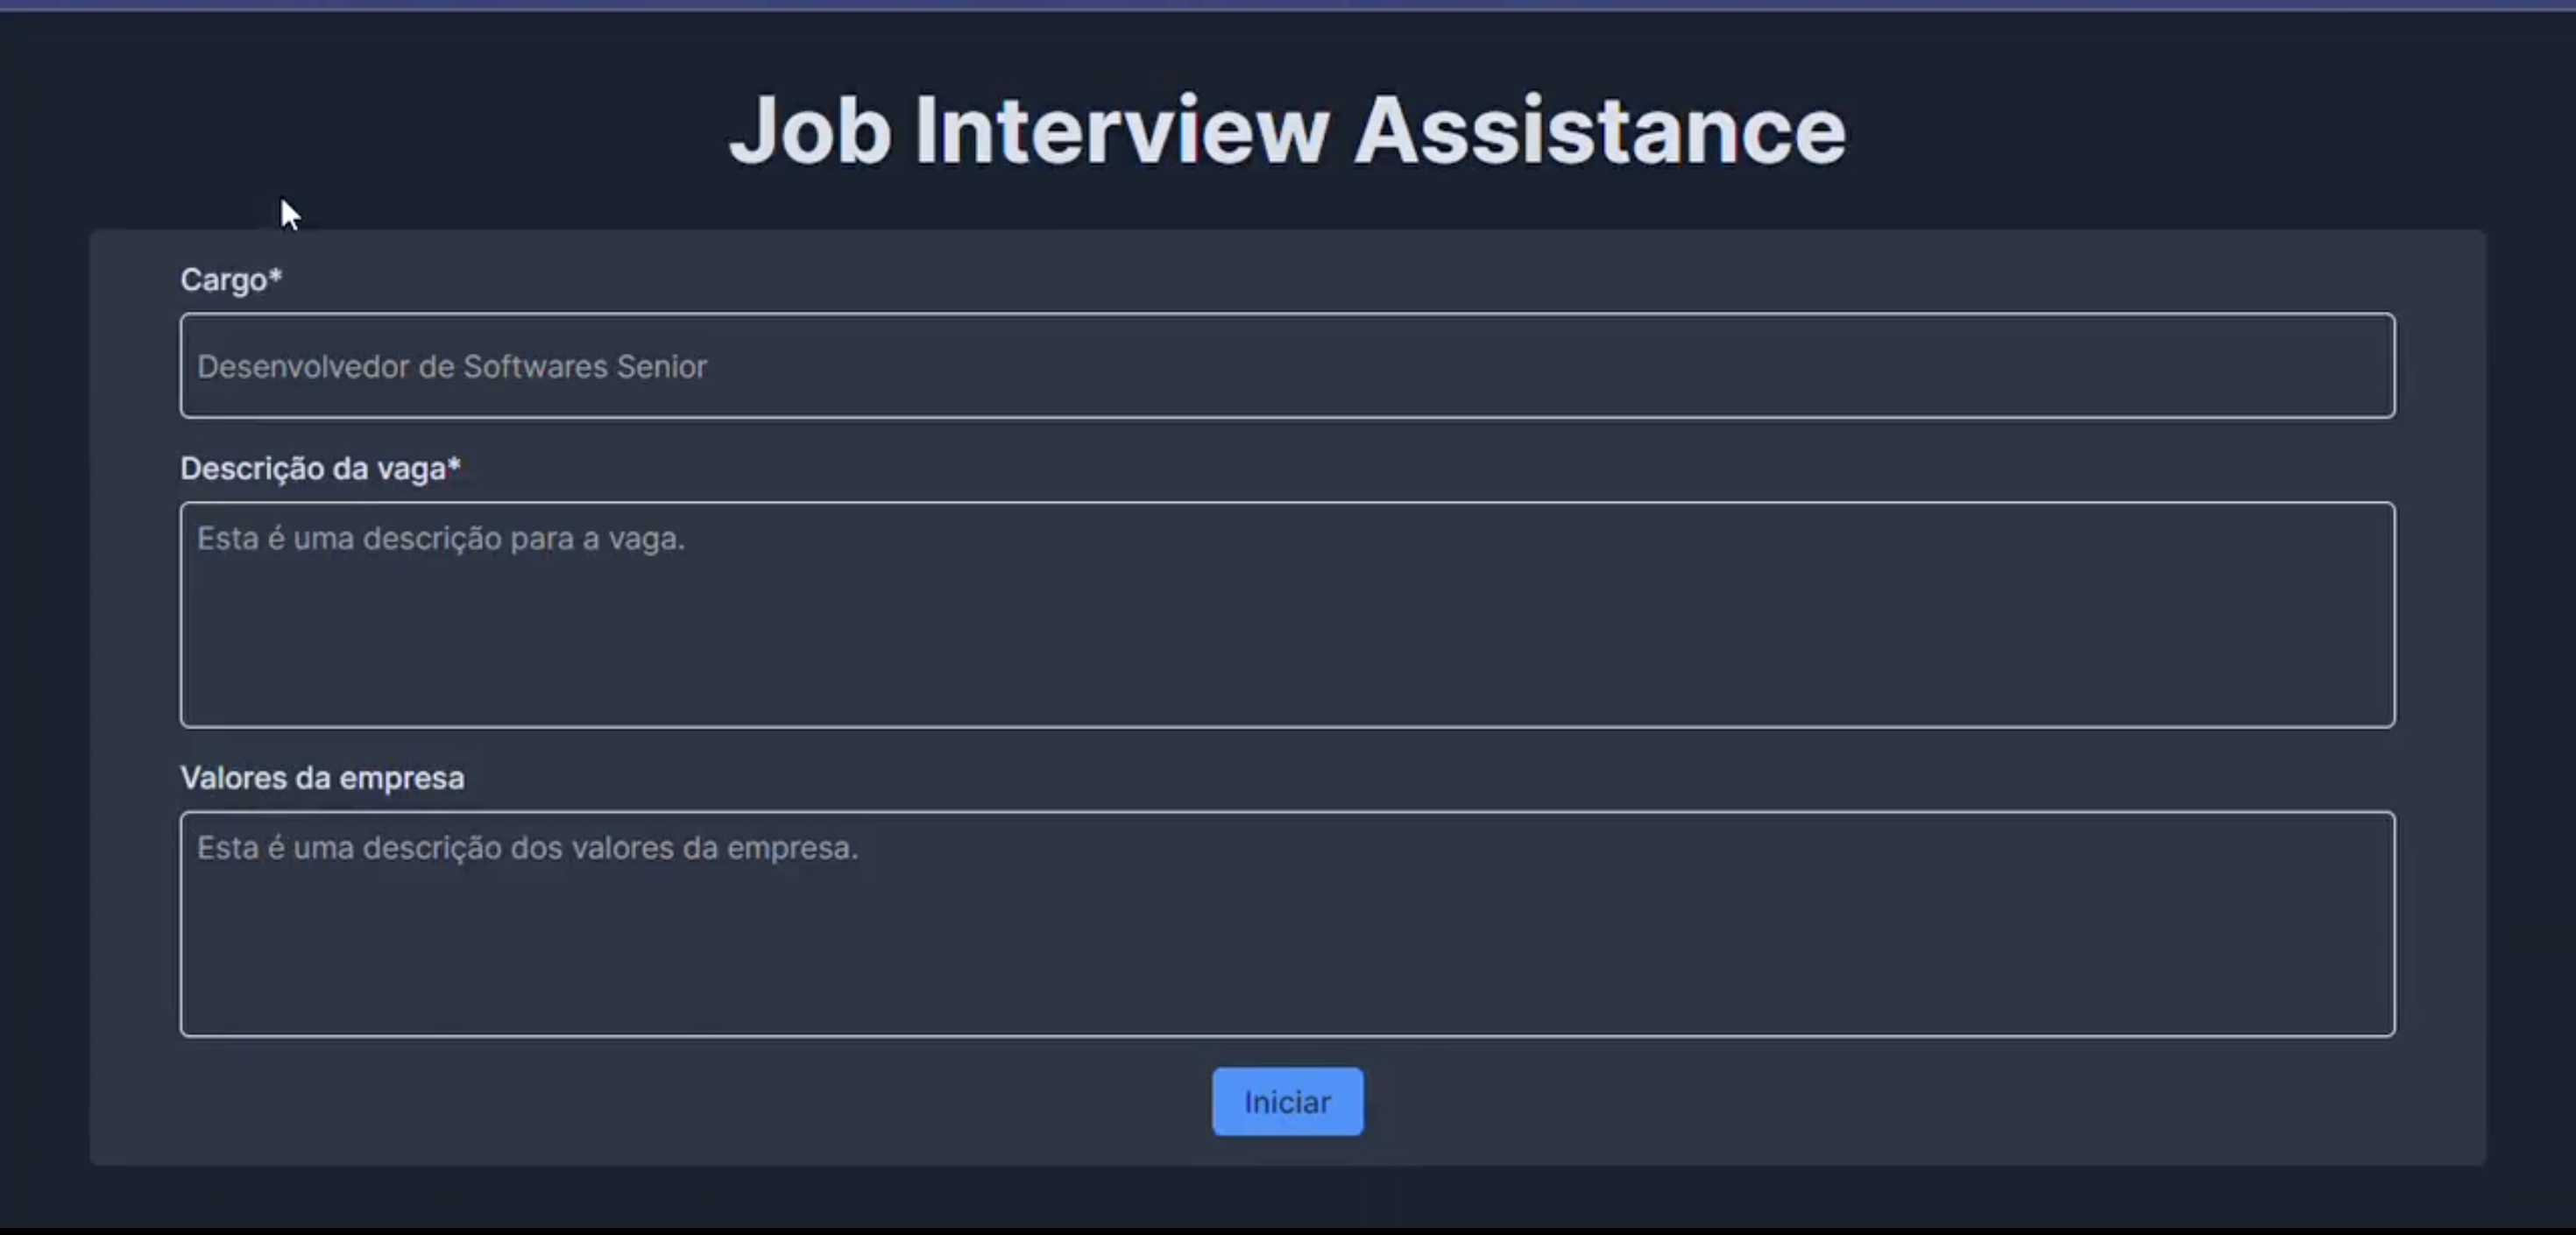 Job Interview Assistance
Cargo*
Desenvolvedor de Softwares Senior
Descrição da vaga*
Esta é uma descrição para a vaga.
Valores da empresa
Esta é uma descrição dos valores da empresa.
Iniciar